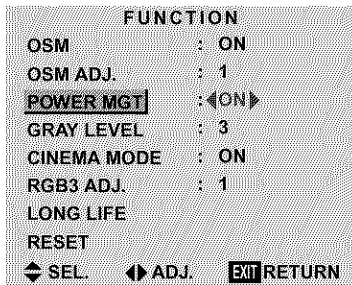 FUNCTION
OSM : ON
OSM ADJ. : 1
POWER MGT : ◀ON▶
GRAY LEVEL : 3
CINEMA MODE : ON
RGB3 ADJ. : 1
LONG LIFE
RESET
SEL. ADJ. EXIT RETURN